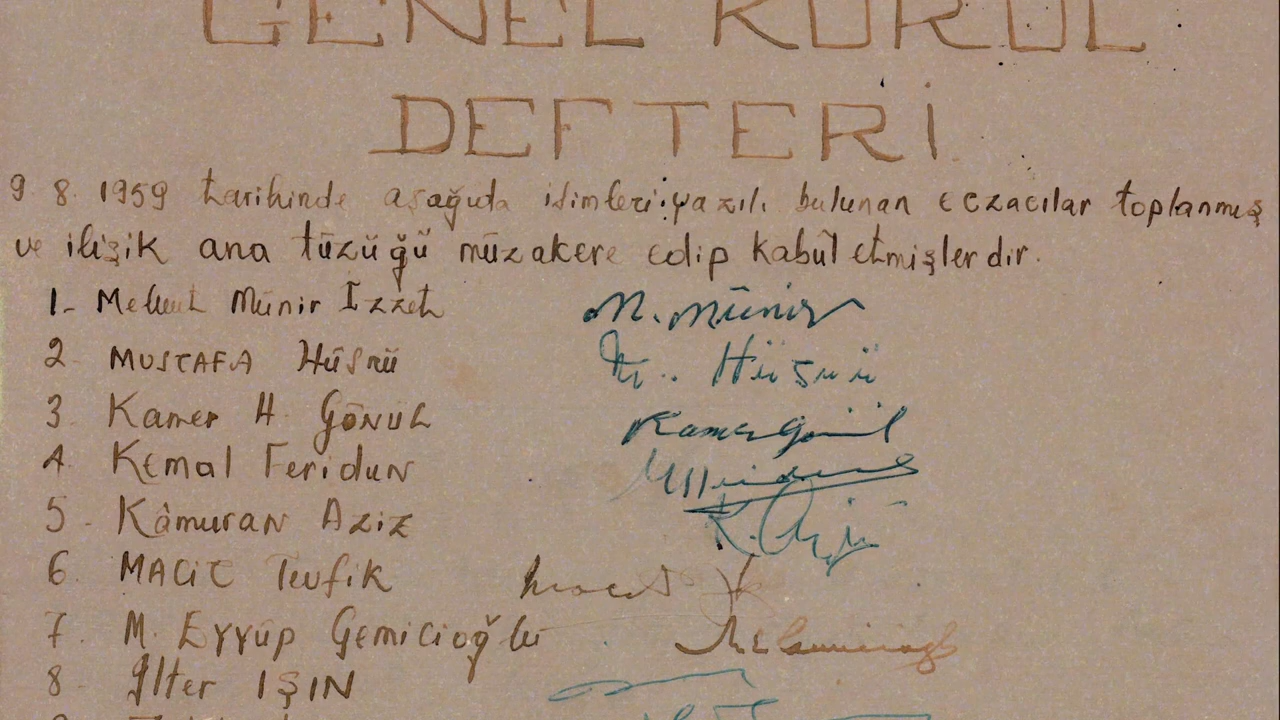 GENEL KURUL
DEFTERİ
9 8. 1959 tarihinde aşağıda isimleri yazılı bulunan eczacılar toplanmış
ve ilişik ana tüzüğü müzakere edip kabul etmişlerdir.
1- Mehmet Münir İzzet M. Münir
2 MUSTAFA Hüsnü M. Hüsnü
3 Kamer H. GÖNÜL Kamer Gönül
4. Kemal Feridun
5 - Kâmuran Aziz K. Aziz
6. MACİT Tevfik Macit
7. M. Eyyüp Gemicioğlu
8- İlter IŞIN